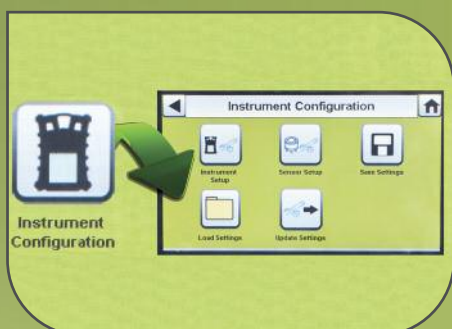 Instrument
Configuration
Instrument Configuration
Instrument
Setup
Sensor Setup
Save Settings
Load Settings
Update Settings